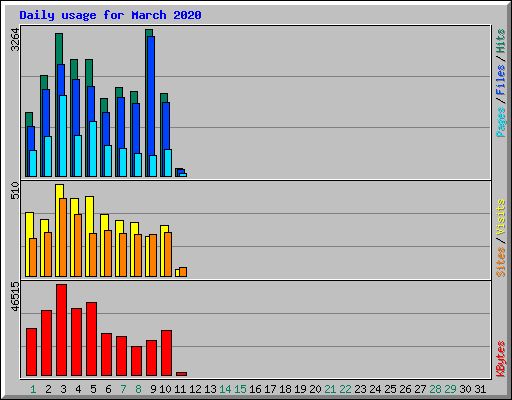 Daily usage for March 2020
3264
Pages / Files / Hits
510
Sites / Visits
46515
KBytes
1 2 3 4 5 6 7 8 9 10 11 12 13 14 15 16 17 18 19 20 21 22 23 24 25 26 27 28 29 30 31